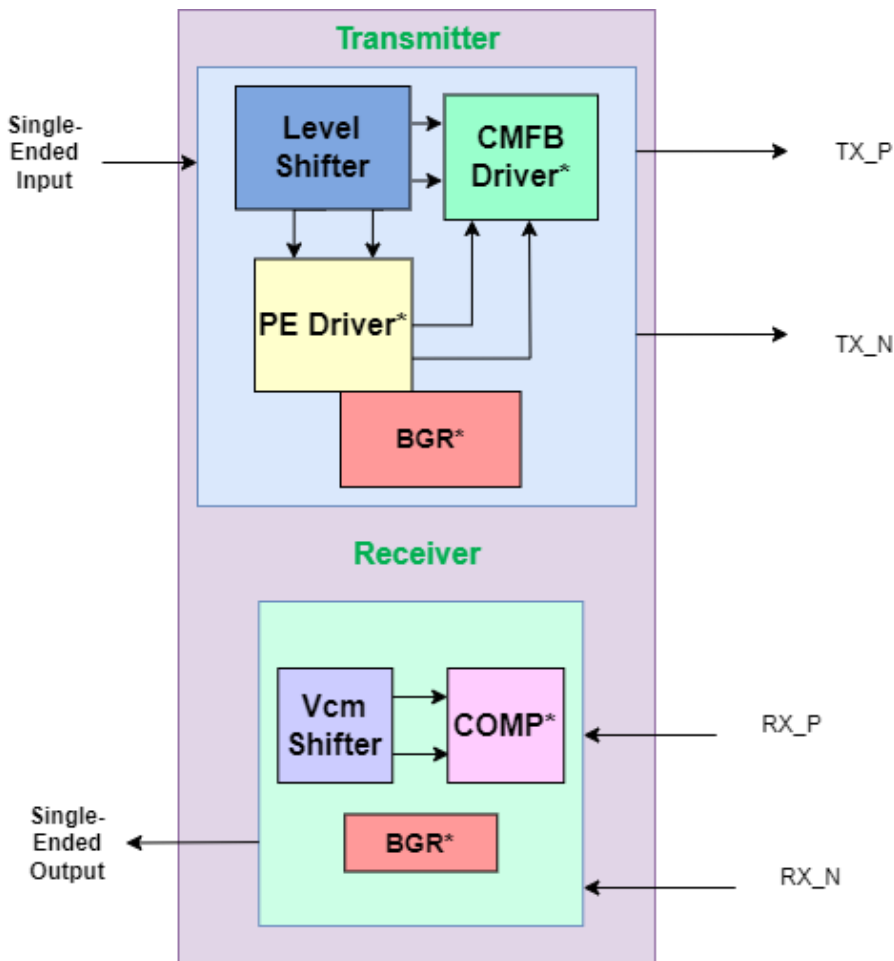 Transmitter
Single-
Ended
Input
Level
Shifter
CMFB
Driver*
TX_P
PE Driver*
TX_N
BGR*
Receiver
Vcm
Shifter
COMP*
RX_P
Single-
Ended
Output
BGR*
RX_N